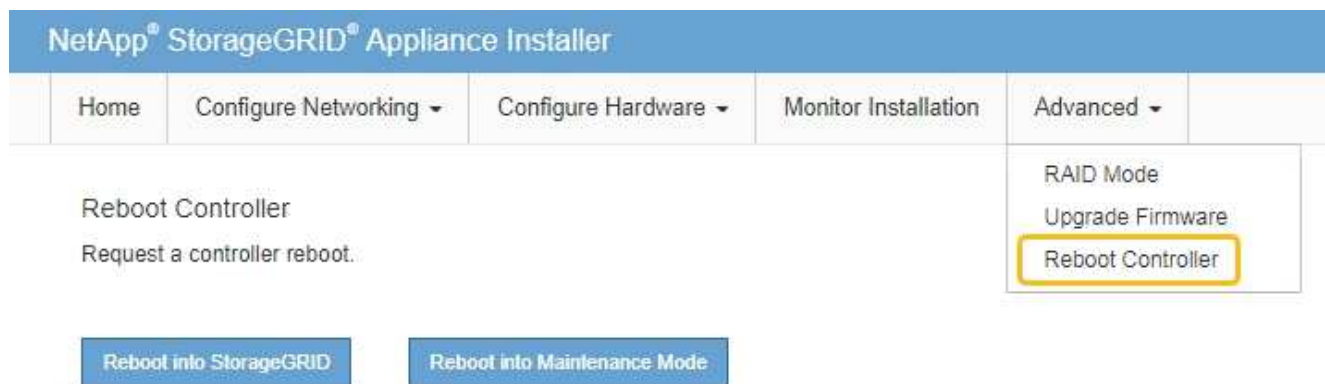 NetApp® StorageGRID® Appliance Installer
Home Configure Networking Configure Hardware Monitor Installation Advanced
RAID Mode
Upgrade Firmware
Reboot Controller
Reboot Controller
Request a controller reboot.
Reboot into StorageGRID Reboot into Maintenance Mode